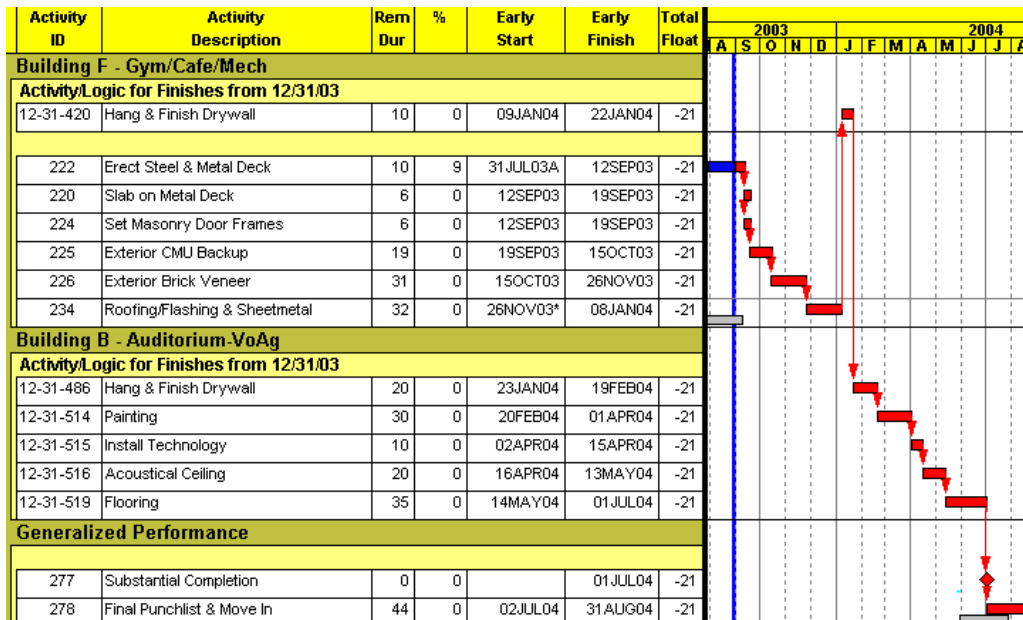 Activity Activity Rem % Early Early Total
ID Description Dur Start Finish Float
2003 2004
A S O N D J F M A M J J A
Building F - Gym/Cafe/Mech
Activity/Logic for Finishes from 12/31/03
12-31-420 Hang & Finish Drywall 10 0 09JAN04 22JAN04 -21
222 Erect Steel & Metal Deck 10 9 31JUL03A 12SEP03 -21
220 Slab on Metal Deck 6 0 12SEP03 19SEP03 -21
224 Set Masonry Door Frames 6 0 12SEP03 19SEP03 -21
225 Exterior CMU Backup 19 0 19SEP03 15OCT03 -21
226 Exterior Brick Veneer 31 0 15OCT03 26NOV03 -21
234 Roofing/Flashing & Sheetmetal 32 0 26NOV03* 08JAN04 -21
Building B - Auditorium-VoAg
Activity/Logic for Finishes from 12/31/03
12-31-486 Hang & Finish Drywall 20 0 23JAN04 19FEB04 -21
12-31-514 Painting 30 0 20FEB04 01APR04 -21
12-31-515 Install Technology 10 0 02APR04 15APR04 -21
12-31-516 Acoustical Ceiling 20 0 16APR04 13MAY04 -21
12-31-519 Flooring 35 0 14MAY04 01JUL04 -21
Generalized Performance
277 Substantial Completion 0 0 01JUL04 -21
278 Final Punchlist & Move In 44 0 02JUL04 31AUG04 -21